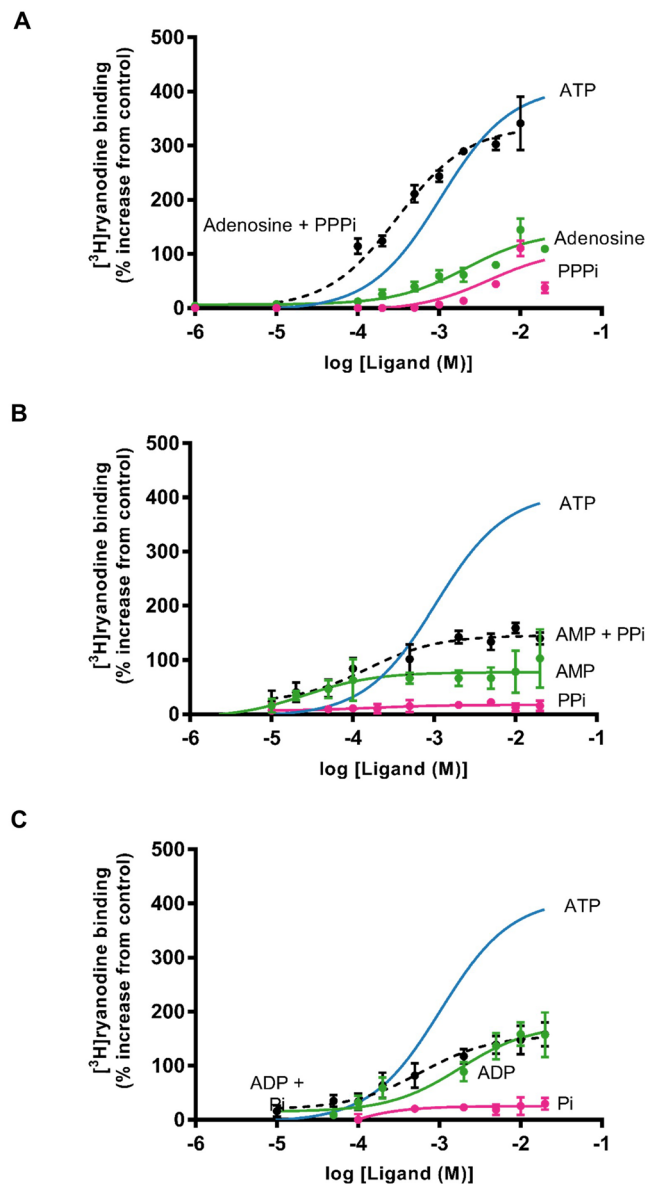 A
[³H]ryanodine binding
(% increase from control)
500
400
300
200
100
0
-6
-5
-4
-3
-2
-1
log [Ligand (M)]
ATP
Adenosine + PPPi
Adenosine
PPPi
B
[³H]ryanodine binding
(% increase from control)
500
400
300
200
100
0
-6
-5
-4
-3
-2
-1
log [Ligand (M)]
ATP
AMP + PPi
AMP
PPi
C
[³H]ryanodine binding
(% increase from control)
500
400
300
200
100
0
-6
-5
-4
-3
-2
-1
log [Ligand (M)]
ATP
ADP +
Pi
ADP
Pi